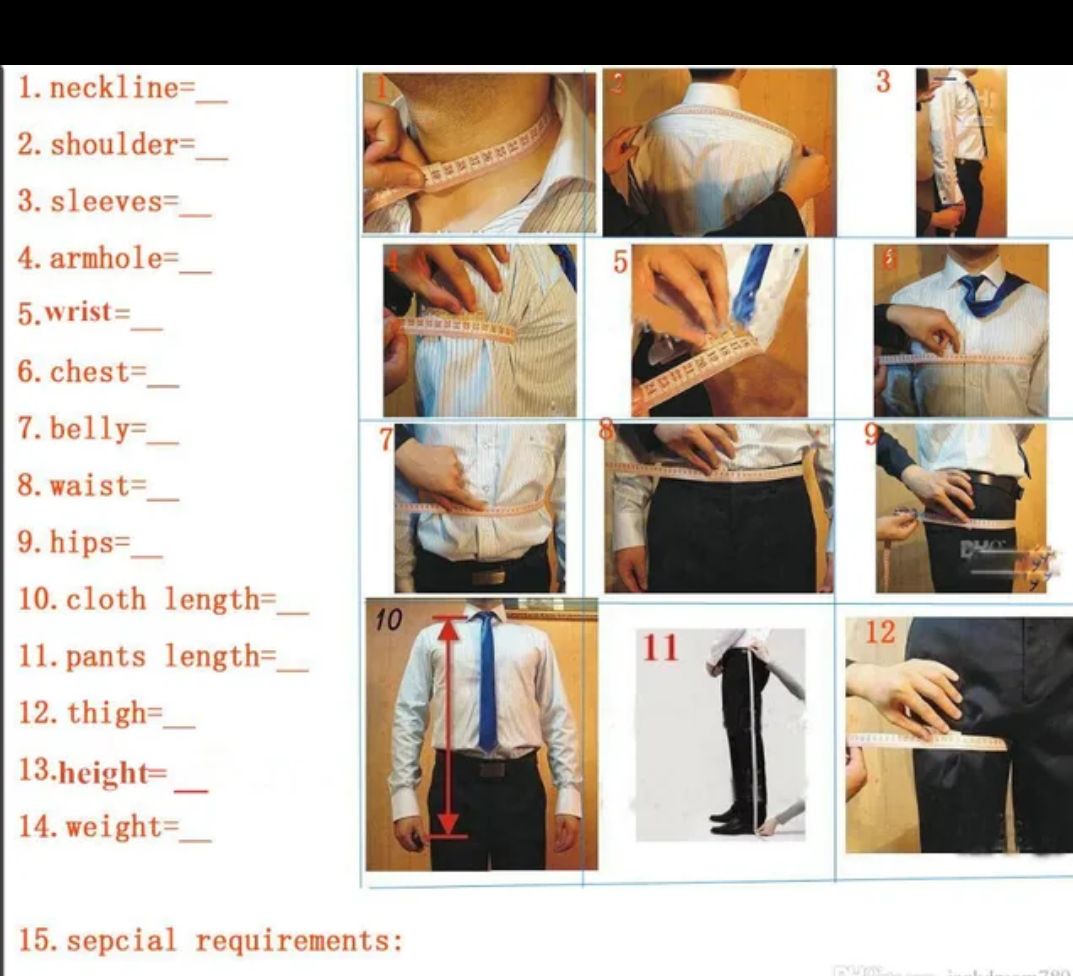 1. neckline=__
2. shoulder=__
3. sleeves=__
4. armhole=__
5. wrist=__
6. chest=__
7. belly=__
8. waist=__
9. hips=__
10. cloth length=__
11. pants length=__
12. thigh=__
13. height=__
14. weight=__
15. sepcial requirements:
1
2
3
4
5
6
7
8
9
10
11
12